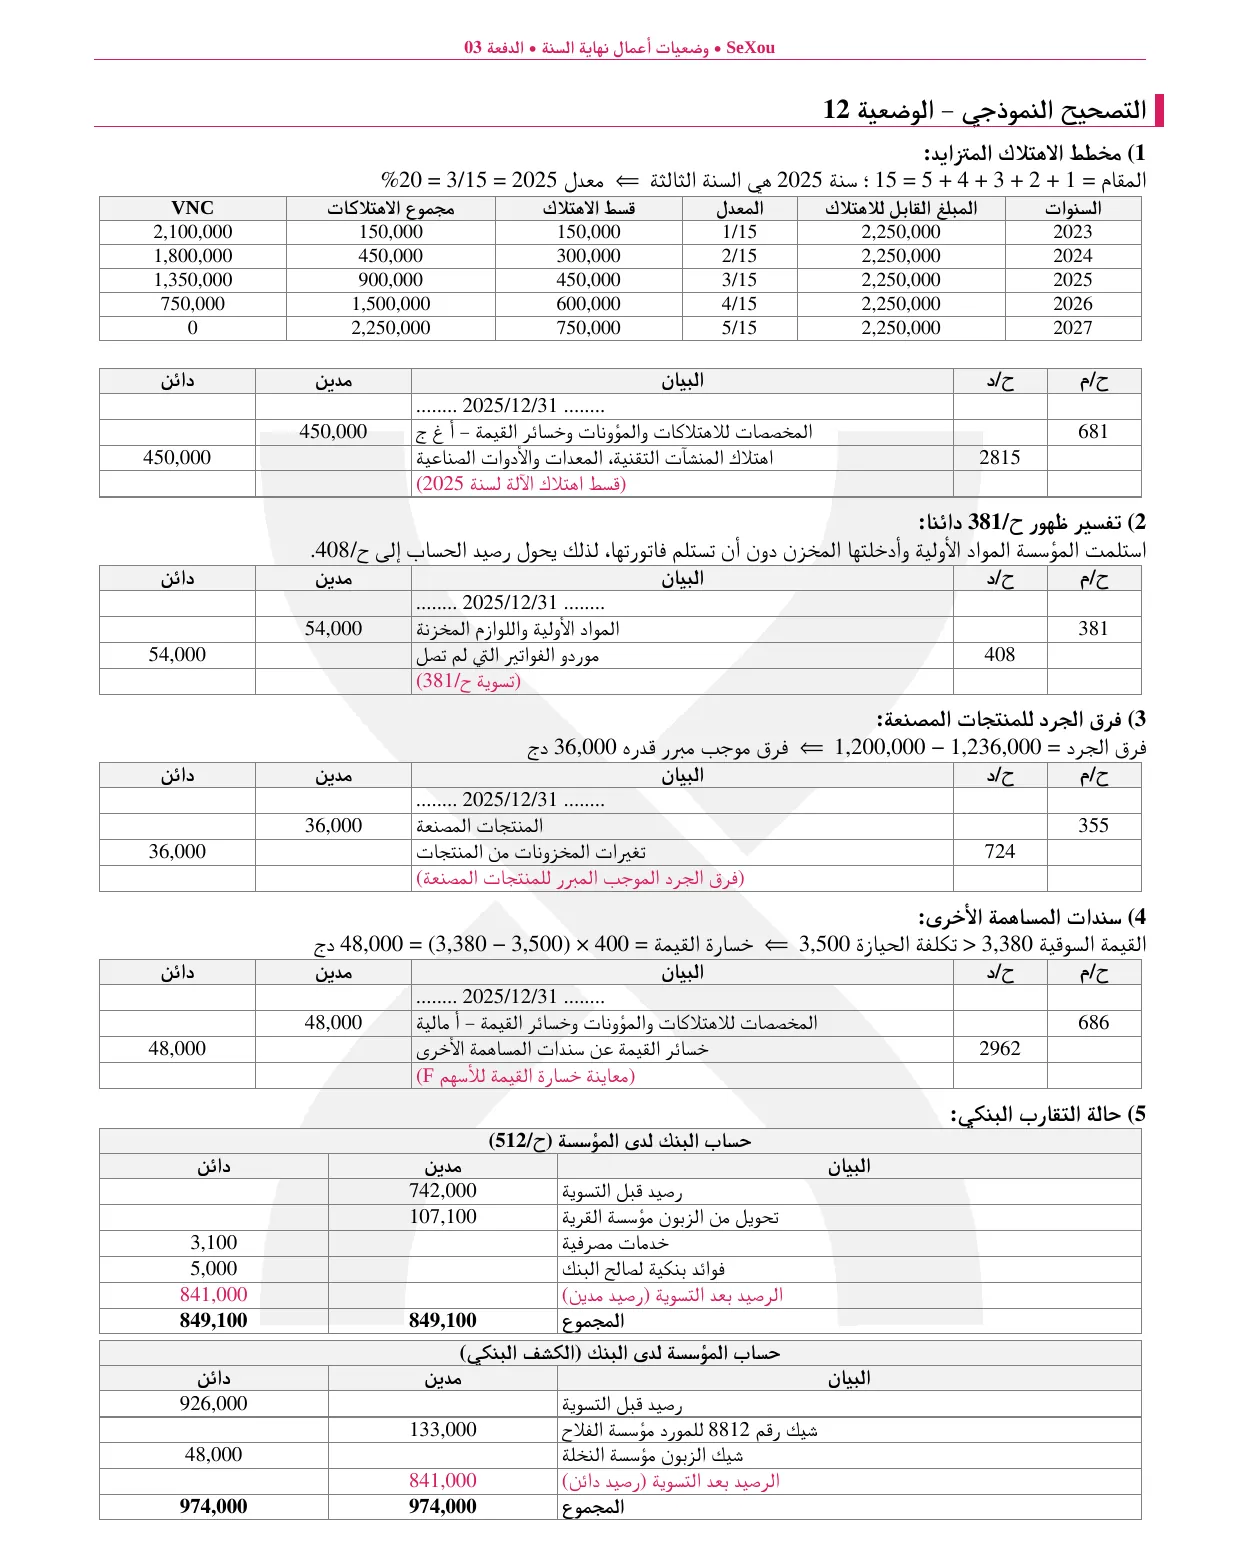 SeXou • وضعيات أعمال نهاية السنة • الدفعة 03
التصحيح النموذجي – الوضعية 12
1) مخطط الاهتلاك المتزايد:
المقام = 1 + 2 + 3 + 4 + 5 = 15 ؛ سنة 2025 هي السنة الثالثة ⟸ معدل 2025 = 3/15 = 20%
السنوات المبلغ القابل للاهتلاك المعدل قسط الاهتلاك مجموع الاهتلاكات VNC
2023 2,250,000 1/15 150,000 150,000 2,100,000
2024 2,250,000 2/15 300,000 450,000 1,800,000
2025 2,250,000 3/15 450,000 900,000 1,350,000
2026 2,250,000 4/15 600,000 1,500,000 750,000
2027 2,250,000 5/15 750,000 2,250,000 0
ح/م ح/د البيان مدين دائن
........ 2025/12/31 ........
681 المخصصات للاهتلاكات والمؤونات وخسائر القيمة – أ غ ج 450,000
2815 اهتلاك المنشآت التقنية، المعدات والأدوات الصناعية 450,000
(قسط اهتلاك الآلة لسنة 2025)
2) تفسير ظهور ح/381 دائنا:
استلمت المؤسسة المواد الأولية وأدخلتها المخزن دون أن تستلم فاتورتها، لذلك يحول رصيد الحساب إلى ح/408.
ح/م ح/د البيان مدين دائن
........ 2025/12/31 ........
381 المواد الأولية واللوازم المخزنة 54,000
408 موردو الفواتير التي لم تصل 54,000
(تسوية ح/381)
3) فرق الجرد للمنتجات المصنعة:
فرق الجرد = 1,236,000 − 1,200,000 ⟸ فرق موجب مبرر قدره 36,000 دج
ح/م ح/د البيان مدين دائن
........ 2025/12/31 ........
355 المنتجات المصنعة 36,000
724 تغيرات المخزونات من المنتجات 36,000
(فرق الجرد الموجب المبرر للمنتجات المصنعة)
4) سندات المساهمة الأخرى:
القيمة السوقية 3,380 < تكلفة الحيازة 3,500 ⟸ خسارة القيمة = 400 × (3,500 − 3,380) = 48,000 دج
ح/م ح/د البيان مدين دائن
........ 2025/12/31 ........
686 المخصصات للاهتلاكات والمؤونات وخسائر القيمة – أ مالية 48,000
2962 خسائر القيمة عن سندات المساهمة الأخرى 48,000
(معاينة خسارة القيمة للأسهم F)
5) حالة التقارب البنكي:
حساب البنك لدى المؤسسة (ح/512)
البيان مدين دائن
رصيد قبل التسوية 742,000
تحويل من الزبون مؤسسة القرية 107,100
خدمات مصرفية 3,100
فوائد بنكية لصالح البنك 5,000
الرصيد بعد التسوية (رصيد مدين) 841,000
المجموع 849,100 849,100
حساب المؤسسة لدى البنك (الكشف البنكي)
البيان مدين دائن
رصيد قبل التسوية 926,000
شيك رقم 8812 للمورد مؤسسة الفلاح 133,000
شيك الزبون مؤسسة النخلة 48,000
الرصيد بعد التسوية (رصيد دائن) 841,000
المجموع 974,000 974,000